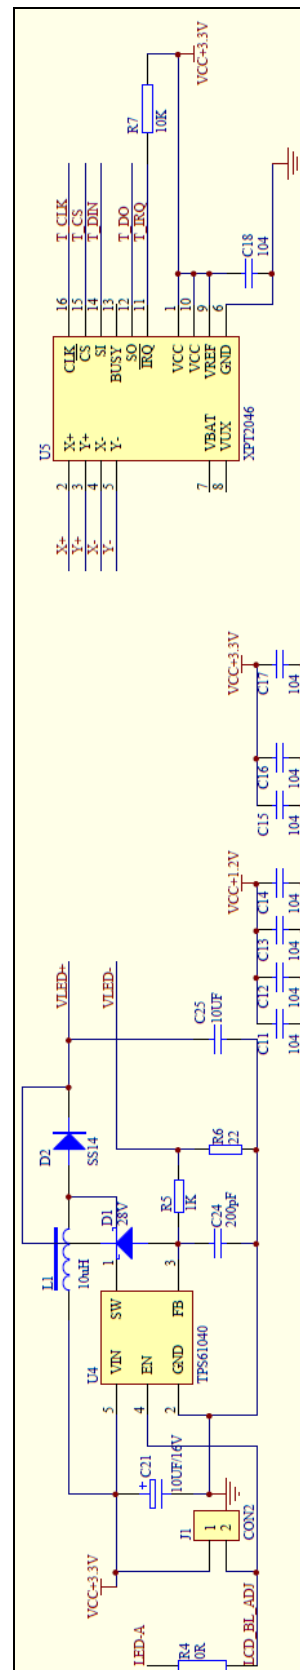 VCC+3.3V
LED-A
R4
0R
LCD_BL_ADJ
C21
10UF/16V
J1
1
2
CON2
L1
10uH
U4
5
VIN
SW
1
4
EN
2
GND
FB
3
TPS61040
D1
28V
D2
SS14
R5
1K
C24
200pF
R6
22
C25
10UF
VLED+
VLED-
VCC+1.2V
C11
104
C12
104
C13
104
C14
104
VCC+3.3V
C15
104
C16
104
C17
104
U5
X+
2
X+
CLK
16
T_CLK
Y+
3
Y+
CS
15
T_CS
X-
4
X-
SI
14
T_DIN
Y-
5
Y-
BUSY
13
SO
12
T_DO
IRQ
11
T_IRQ
VCC
1
VCC
10
7
VBAT
VREF
9
8
VUX
GND
6
XPT2046
R7
10K
C18
104
VCC+3.3V